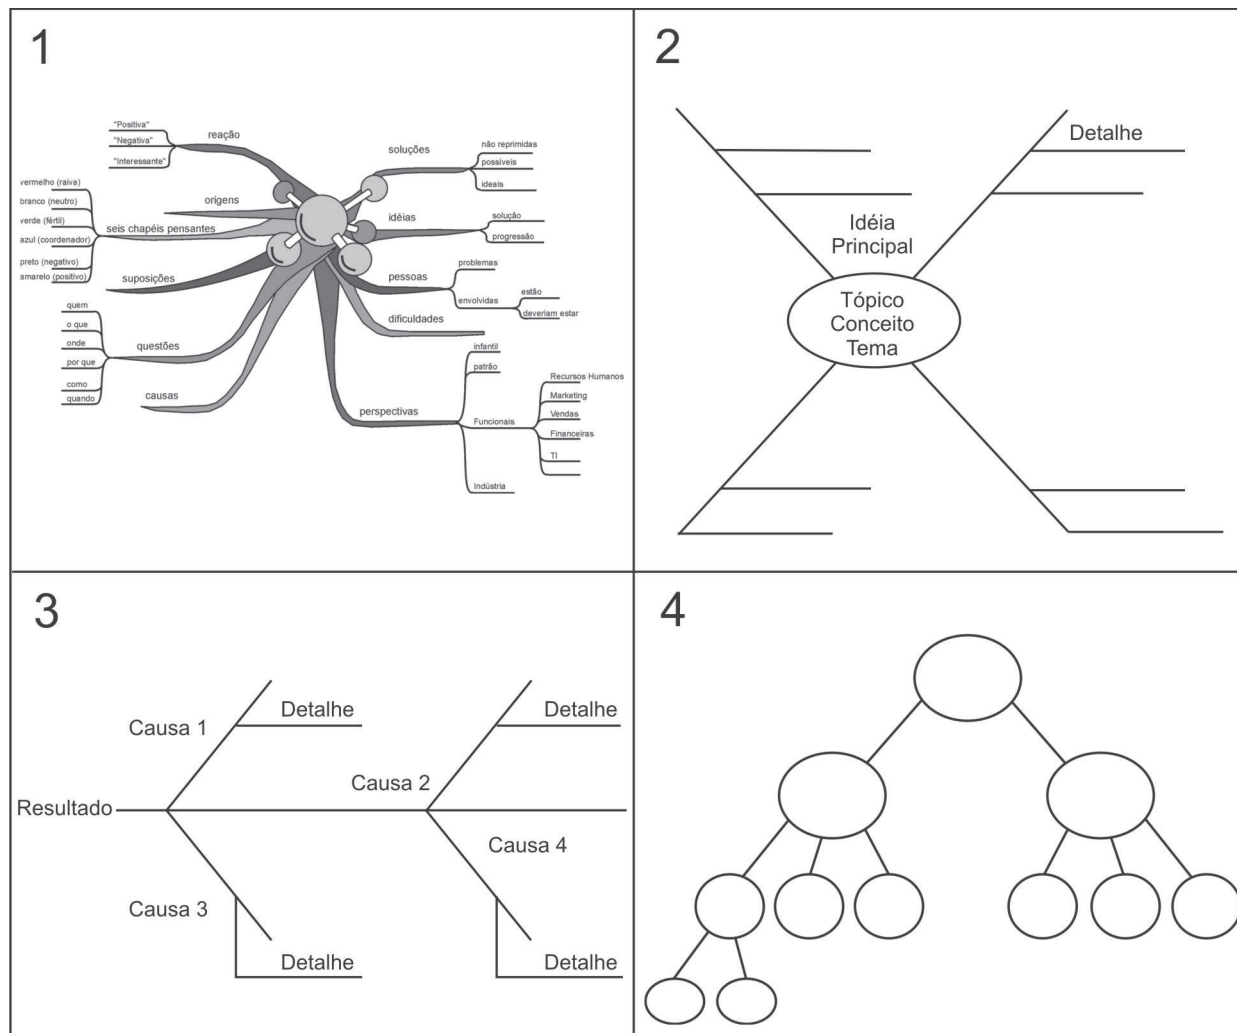 1
"Positiva"
"Negativa"
"Interessante"
reação
vermelho (raiva)
branco (neutro)
verde (fértil)
azul (coordenador)
preto (negativo)
amarelo (positivo)
origens
seis chapéis pensantes
suposições
quem
o que
onde
por que
como
quando
questões
causas
soluções
não reprimidas
possíveis
ideais
idéias
solução
progressão
pessoas
problemas
envolvidas
estão
deveriam estar
dificuldades
perspectivas
infantil
patrão
Funcionais
Recursos Humanos
Marketing
Vendas
Financeiras
TI
Indústria
2
Detalhe
Idéia
Principal
Tópico
Conceito
Tema
3
Causa 1
Detalhe
Detalhe
Resultado
Causa 2
Causa 3
Causa 4
Detalhe
Detalhe
4